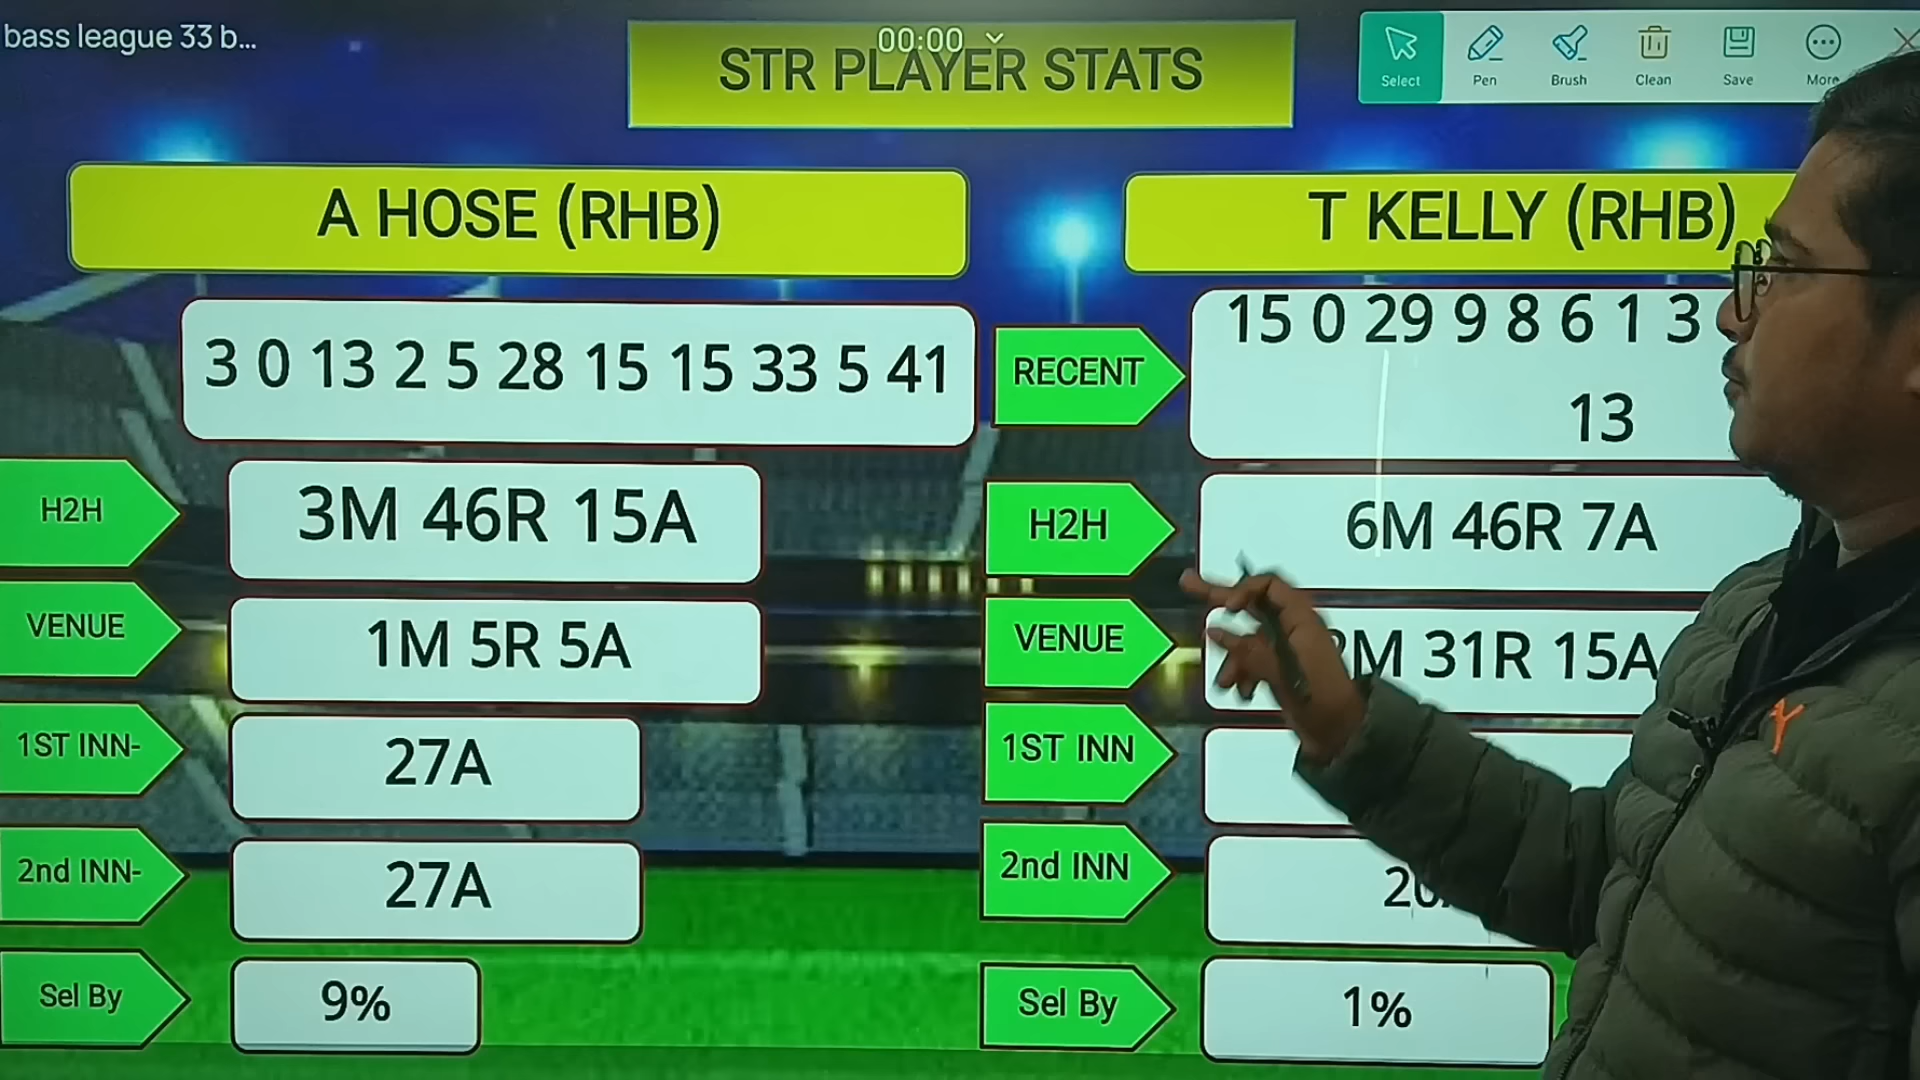 bass league 33 b...
00:00
STR PLAYER STATS
Select
Pen
Brush
Clean
Save
More
A HOSE (RHB)
T KELLY (RHB)
3 0 13 2 5 28 15 15 33 5 41
RECENT
15 0 29 9 8 6 1 3
13
H2H
3M 46R 15A
H2H
6M 46R 7A
VENUE
1M 5R 5A
VENUE
31R 15A
1ST INN-
27A
1ST INN
2nd INN-
27A
2nd INN
Sel By
9%
Sel By
1%